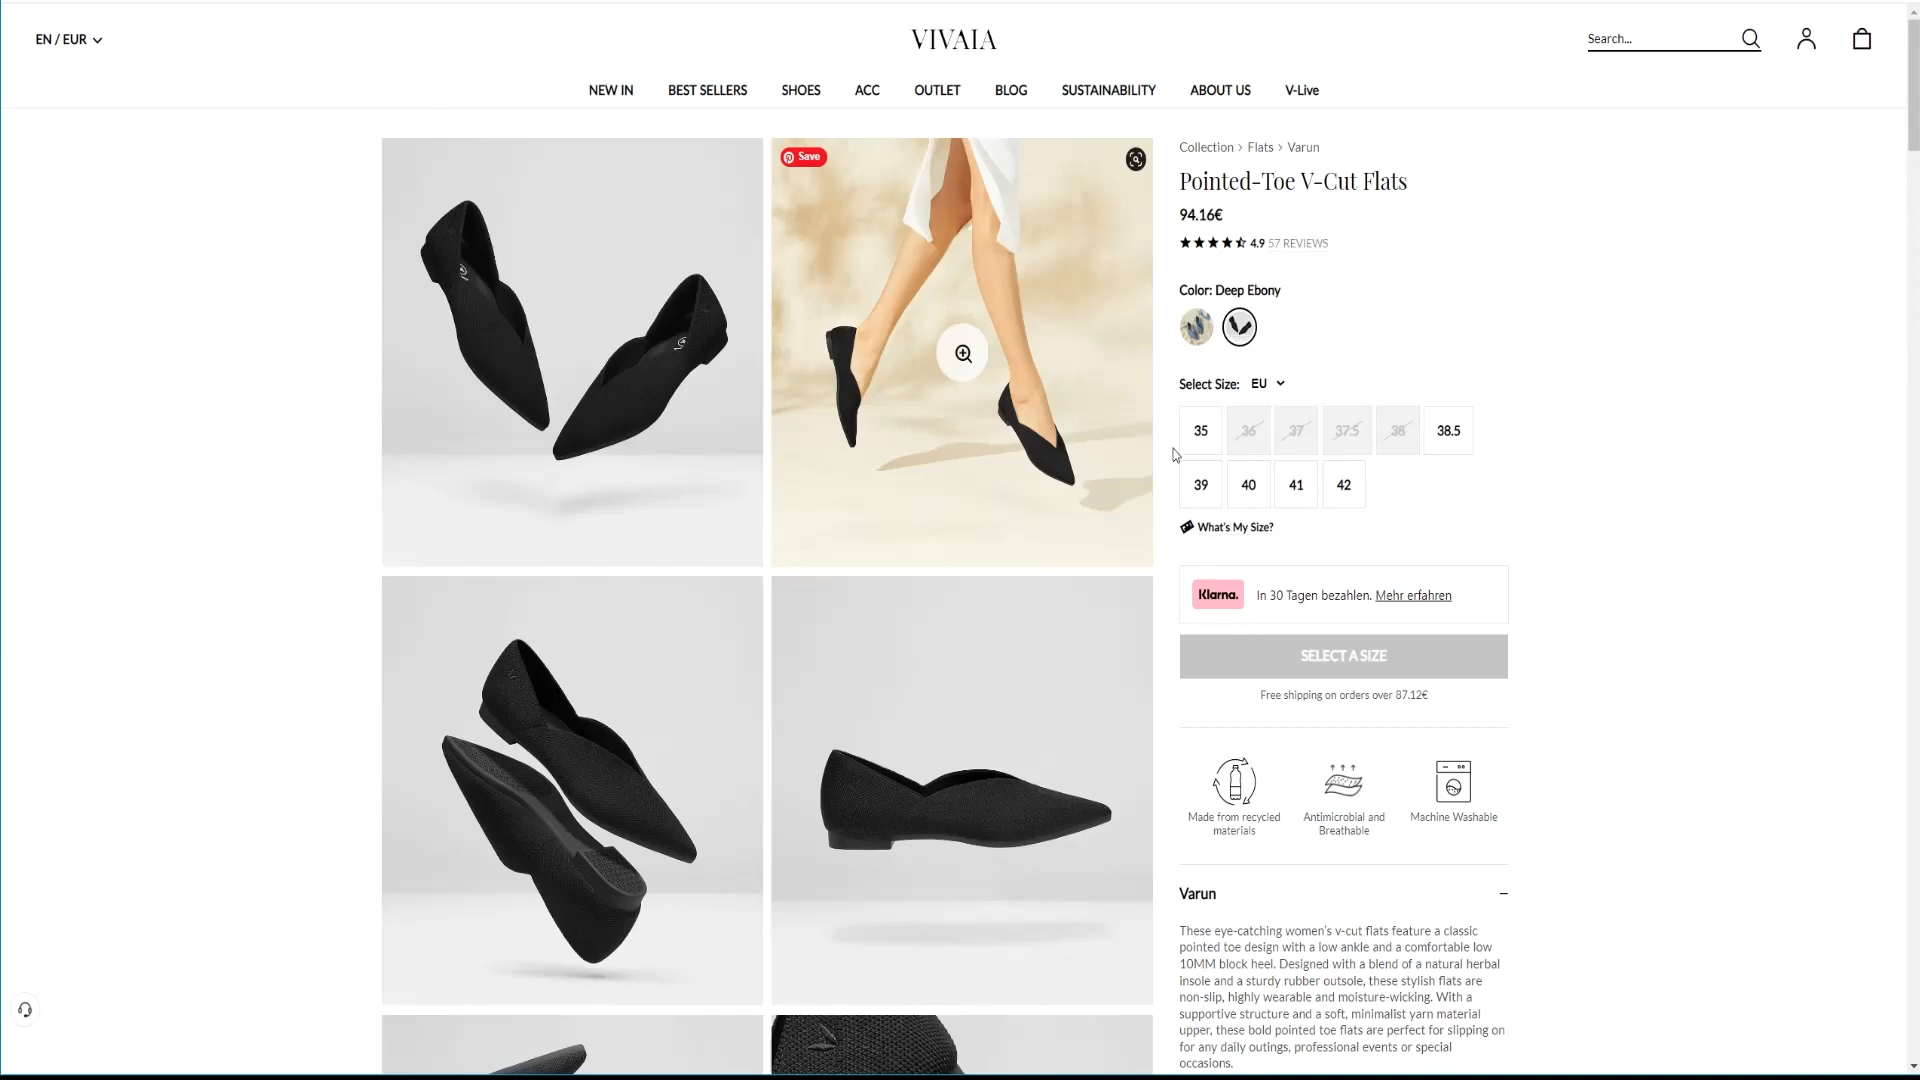 EN / EUR
VIVAIA
Search...
NEW IN BEST SELLERS SHOES ACC OUTLET BLOG SUSTAINABILITY ABOUT US V-Live
Save
Collection > Flats > Varun
Pointed-Toe V-Cut Flats
94.16€
4.9 57 REVIEWS
Color: Deep Ebony
Select Size: EU
35 36 37 37.5 38 38.5
39 40 41 42
What's My Size?
Klarna. In 30 Tagen bezahlen. Mehr erfahren
SELECT A SIZE
Free shipping on orders over 87.12€
Made from recycled materials
Antimicrobial and Breathable
Machine Washable
Varun
These eye-catching women's v-cut flats feature a classic
pointed toe design with a low ankle and a comfortable low
10MM block heel. Designed with a blend of a natural herbal
insole and a sturdy rubber outsole, these stylish flats are
non-slip, highly wearable and moisture-wicking. With a
supportive structure and a soft, minimalist yarn material
upper, these bold pointed toe flats are perfect for slipping on
for any daily outings, professional events or special
occasions.